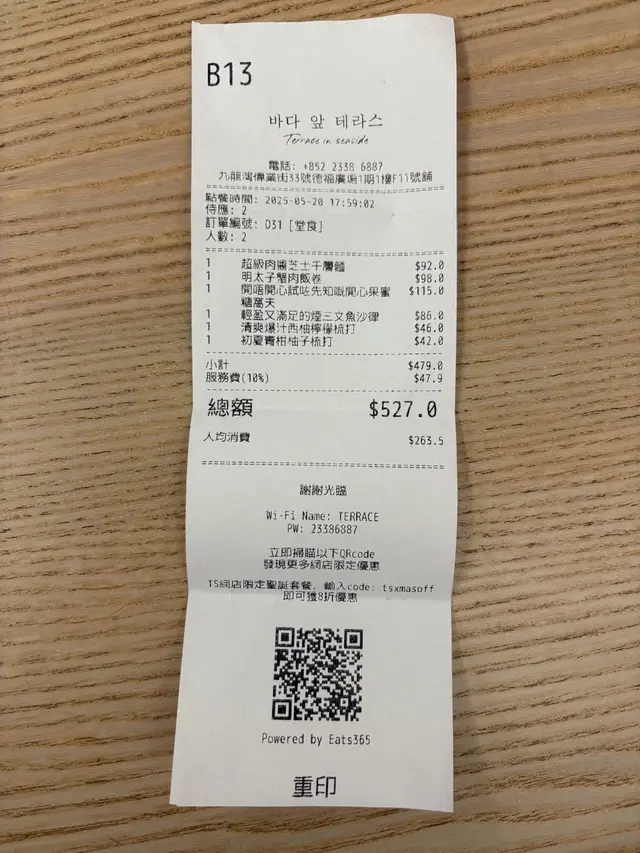 B13
바다 앞 테라스
Terrace in seaside
電話: +852 2338 6887
九龍灣偉業街33號德福廣場1期1樓F11號舖
點餐時間: 2025-05-20 17:59:02
侍應: 2
訂單編號: D31 [堂食]
人數: 2
1 超級肉醬芝士千層麵 $92.0
1 明太子蟹肉飯卷 $98.0
1 開唔開心試咗先知嘅開心果蜜 $115.0
糖窩夫
1 輕盈又滿足的煙三文魚沙律 $86.0
1 清爽爆汁西柚檸檬梳打 $46.0
1 初夏青柑柚子梳打 $42.0
小計 $479.0
服務費(10%) $47.9
總額 $527.0
人均消費 $263.5
謝謝光臨
Wi-Fi Name: TERRACE
PW: 23386887
立即掃瞄以下QRcode
發現更多網店限定優惠
TS網店限定聖誕套餐, 輸入code: tsxmasoff
即可獲8折優惠
Powered by Eats365
重印